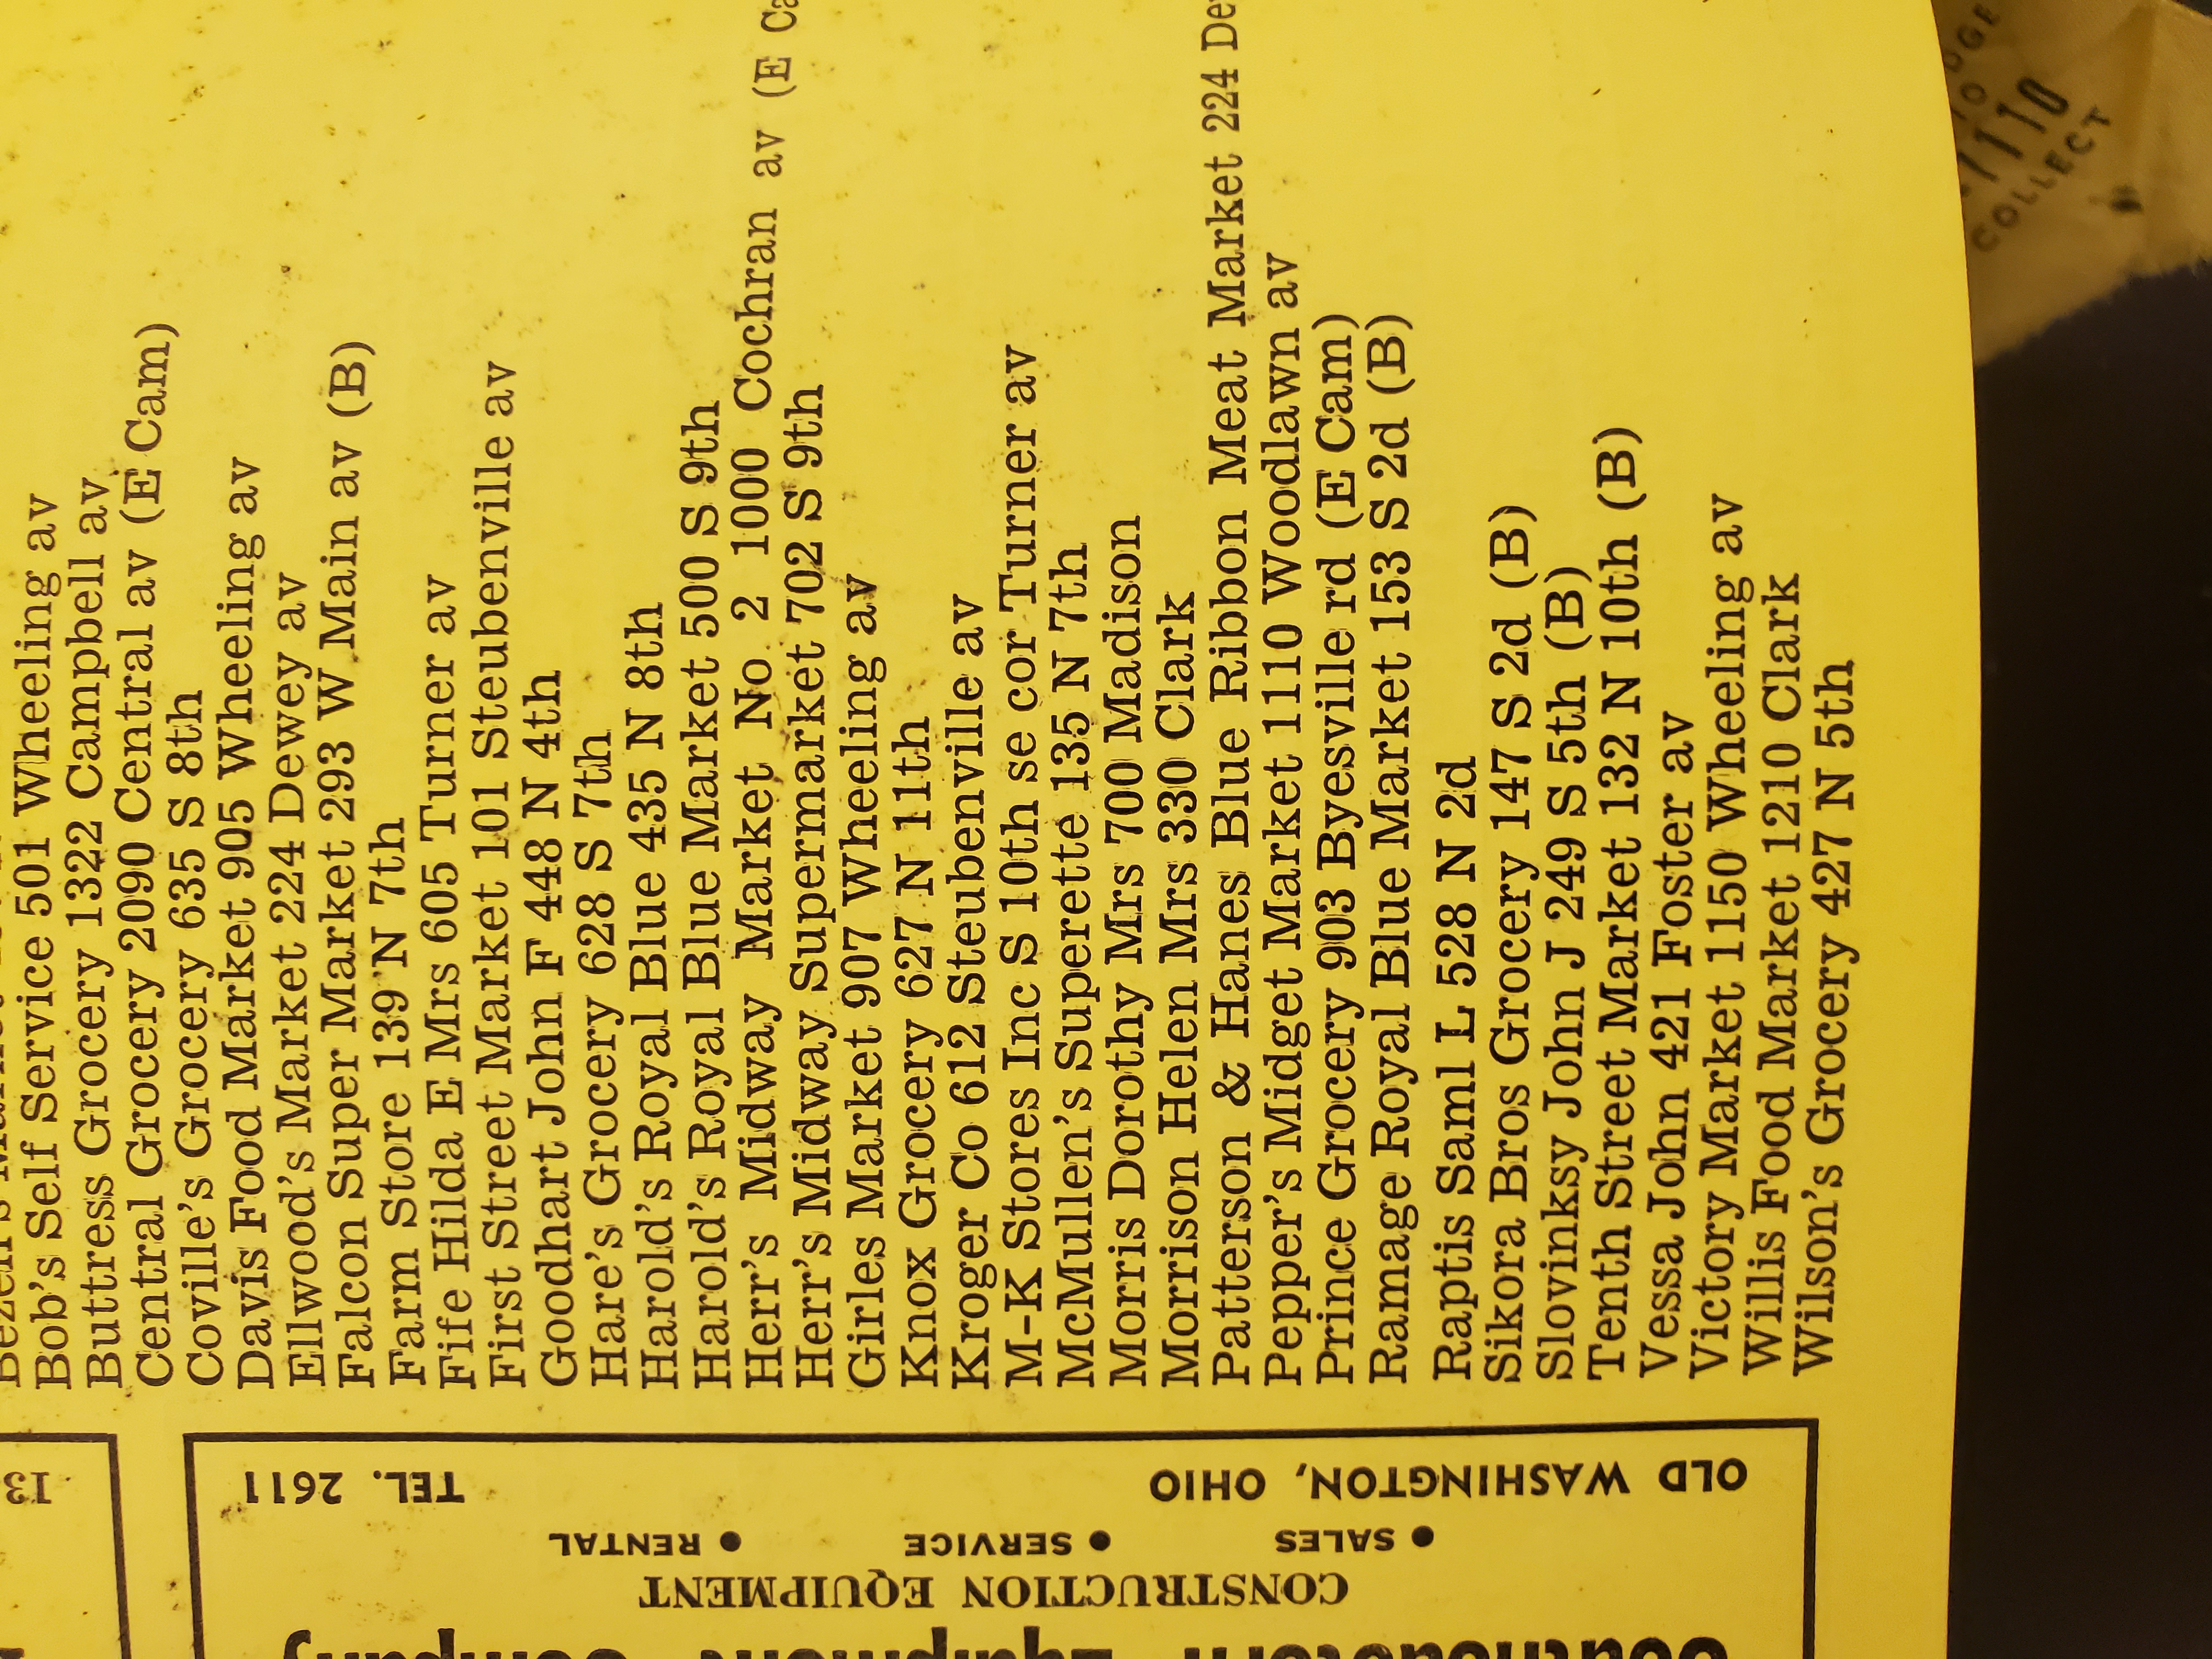 Bob's Self Service 501 Wheeling av
Buttress Grocery 1322 Campbell av
Central Grocery 2090 Central av (E Cam)
Coville's Grocery 635 S 8th
Davis Food Market 905 Wheeling av
Ellwood's Market 224 Dewey av
Falcon Super Market 293 W Main av (B)
Farm Store 139 N 7th
Fife Hilda E Mrs 605 Turner av
First Street Market 101 Steubenville av
Goodhart John F 448 N 4th
Hare's Grocery 628 S 7th
Harold's Royal Blue 435 N 8th
Harold's Royal Blue Market 500 S 9th
Herr's Midway Market No 2 1000 Cochran av (E
Herr's Midway Supermarket 702 S 9th
Girles Market 907 Wheeling av
Knox Grocery 627 N 11th
Kroger Co 612 Steubenville av
M-K Stores Inc S 10th se cor Turner av
McMullen's Superette 135 N 7th
Morris Dorothy Mrs 700 Madison
Morrison Helen Mrs 330 Clark
Patterson & Hanes Blue Ribbon Meat Market 224
Pepper's Midget Market 1110 Woodlawn av
Prince Grocery 903 Byesville rd (E Cam)
Ramage Royal Blue Market 153 S 2d (B)
Raptis Saml L 528 N 2d
Sikora Bros Grocery 147 S 2d (B)
Slovinksy John J 249 S 5th (B)
Tenth Street Market 132 N 10th (B)
Vessa John 421 Foster av
Victory Market 1150 Wheeling av
Willis Food Market 1210 Clark
Wilson's Grocery 427 N 5th
Equipment Company
CONSTRUCTION EQUIPMENT
• SALES • SERVICE • RENTAL
OLD WASHINGTON, OHIO TEL. 2611
13
COLLECT